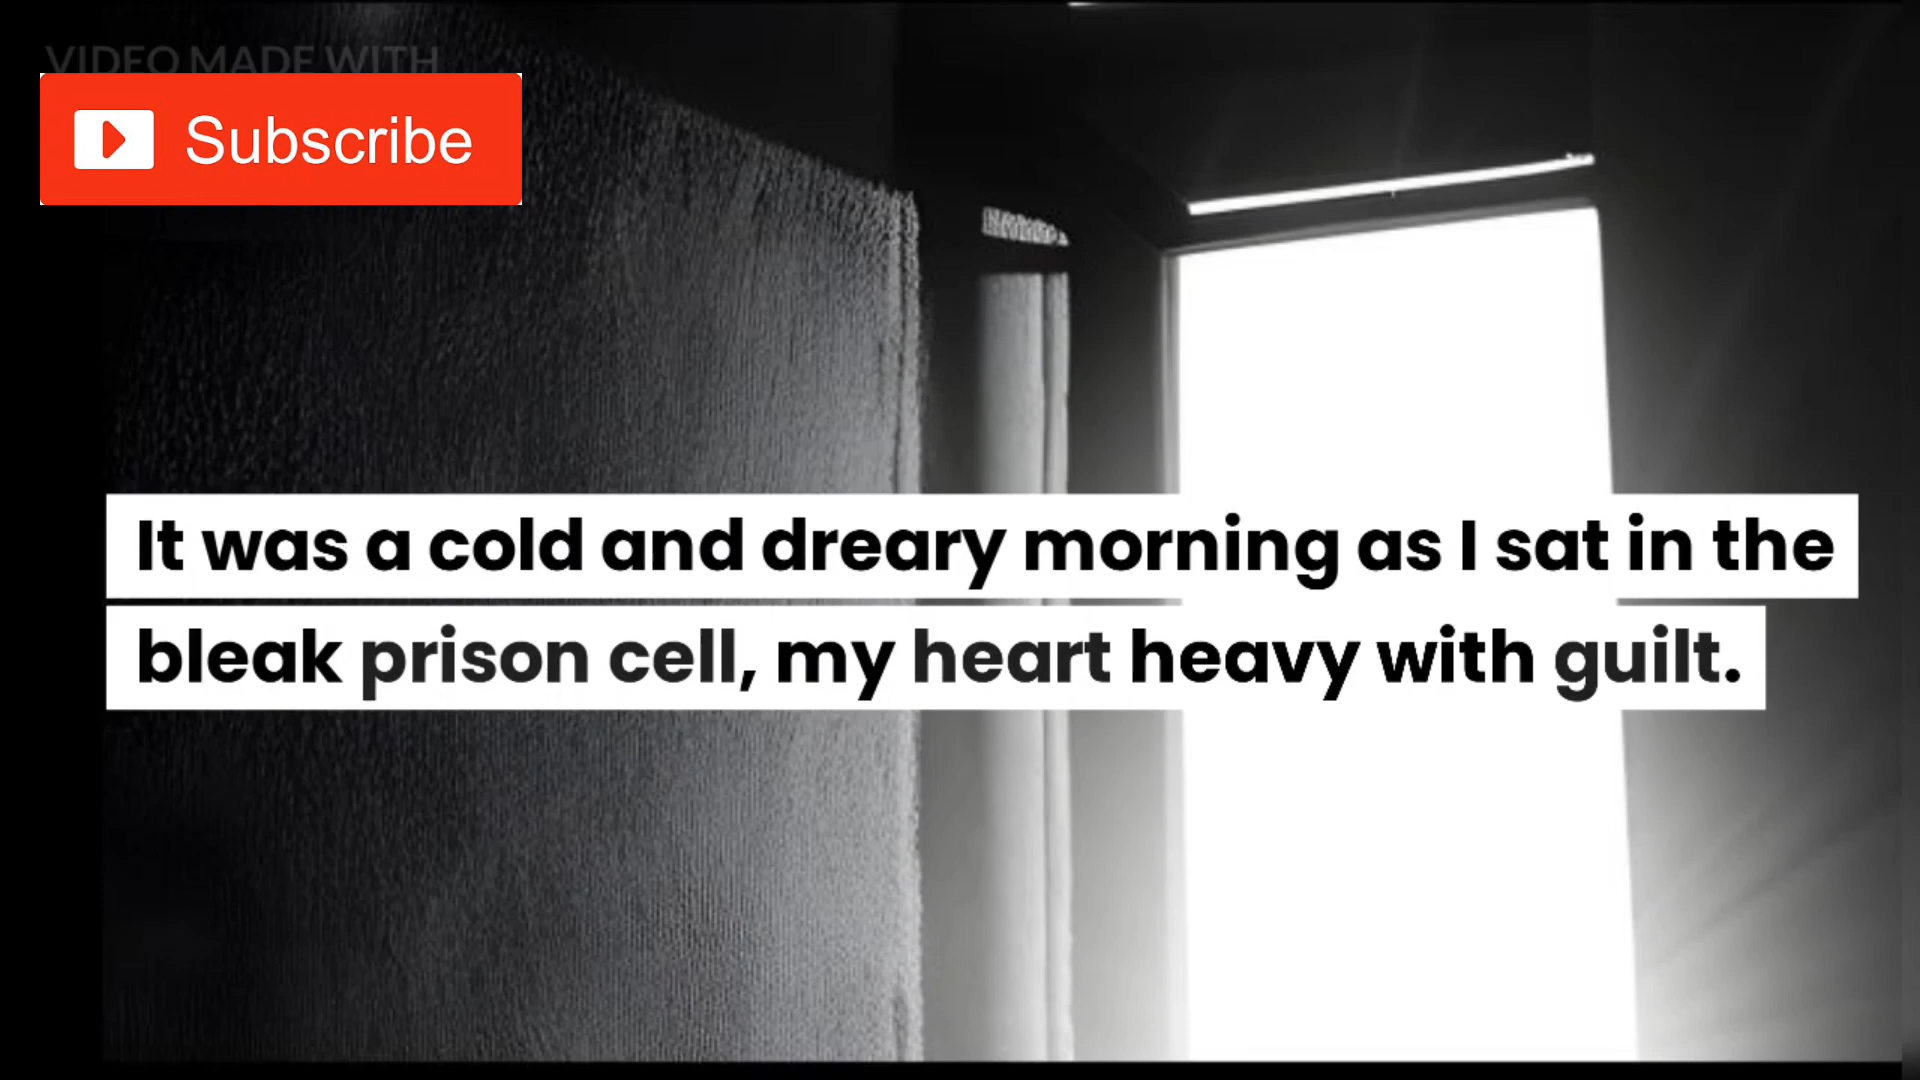 VIDEO MADE WITH
Subscribe
It was a cold and dreary morning as I sat in the
bleak prison cell, my heart heavy with guilt.